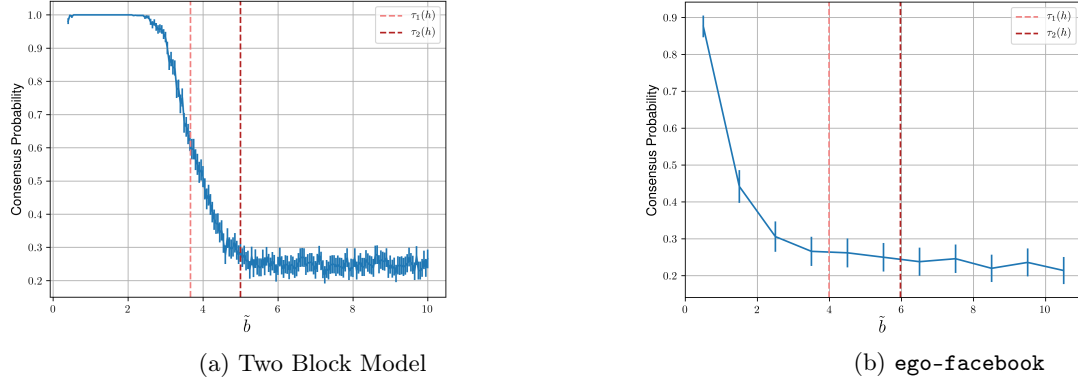 1.0
0.9
0.8
0.7
0.6
0.5
0.4
0.3
0.2
Consensus Probability
0 2 4 6 8 10
b̃
τ₁(h)
τ₂(h)
(a) Two Block Model
0.9
0.8
0.7
0.6
0.5
0.4
0.3
0.2
Consensus Probability
0 2 4 6 8 10
b̃
τ₁(h)
τ₂(h)
(b) ego-facebook